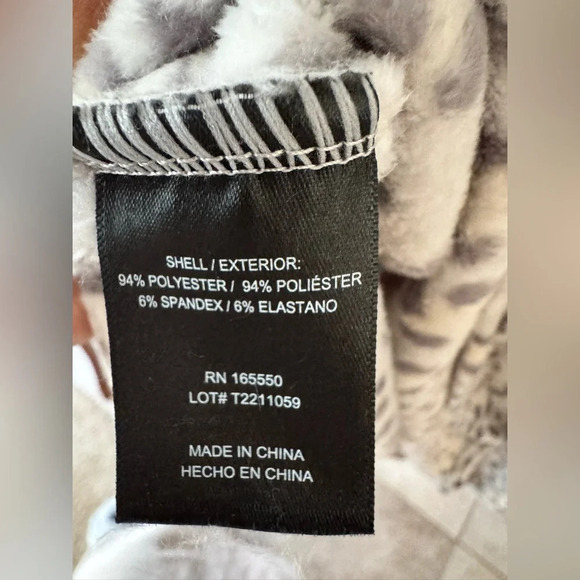 SHELL / EXTERIOR:
94% POLYESTER / 94% POLIÉSTER
6% SPANDEX / 6% ELASTANO
RN 165550
LOT# T2211059
MADE IN CHINA
HECHO EN CHINA